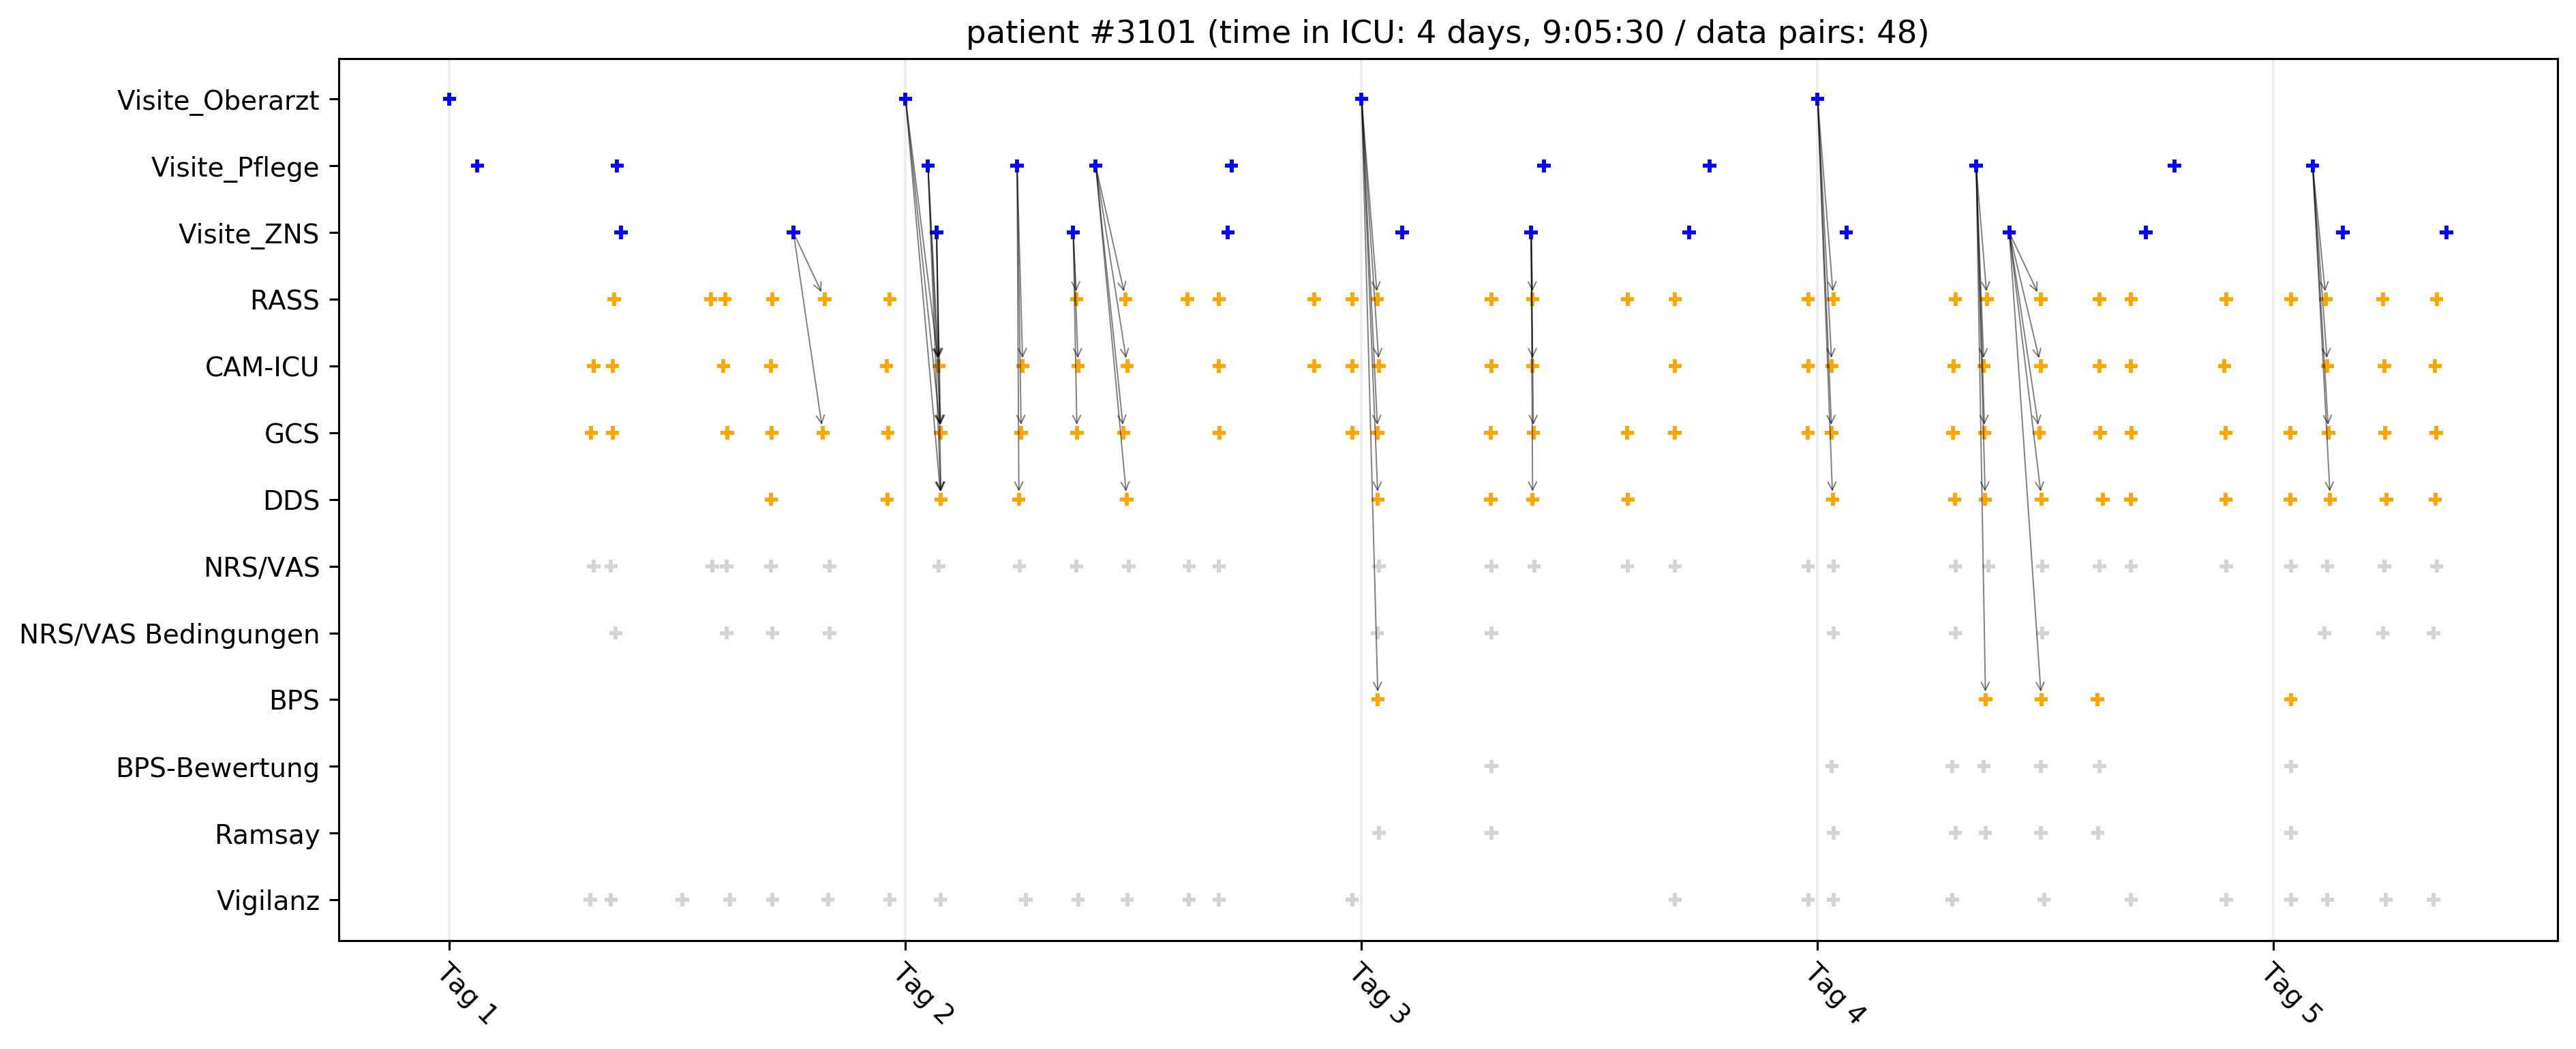 patient #3101 (time in ICU: 4 days, 9:05:30 / data pairs: 48)
Visite_Oberarzt
Visite_Pflege
Visite_ZNS
RASS
CAM-ICU
GCS
DDS
NRS/VAS
NRS/VAS Bedingungen
BPS
BPS-Bewertung
Ramsay
Vigilanz
Tag 1
Tag 2
Tag 3
Tag 4
Tag 5